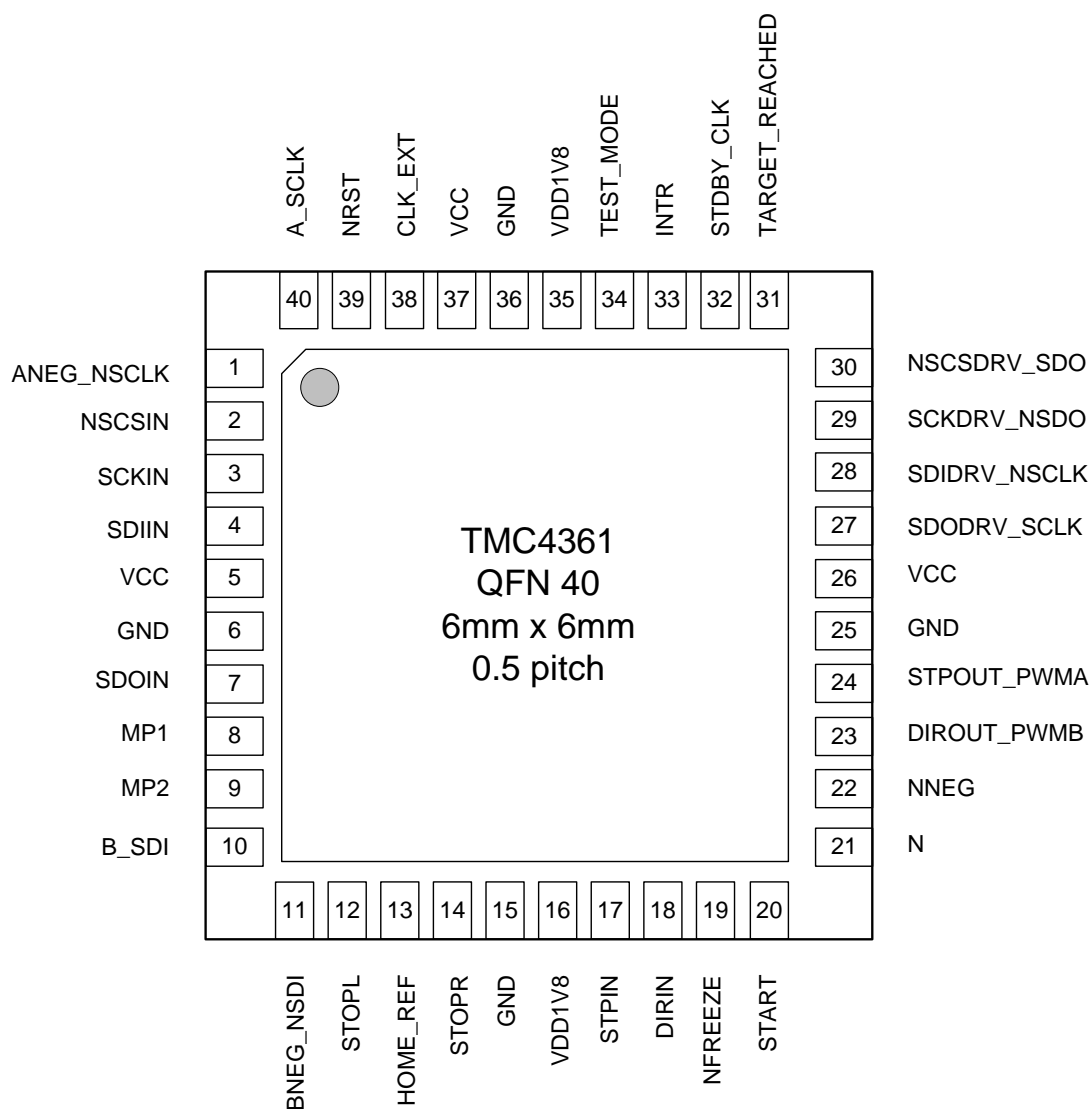 A_SCLK
NRST
CLK_EXT
VCC
GND
VDD1V8
TEST_MODE
INTR
STDBY_CLK
TARGET_REACHED
40
39
38
37
36
35
34
33
32
31
ANEG_NSCLK 1
NSCSIN 2
SCKIN 3
SDIIN 4
VCC 5
GND 6
SDOIN 7
MP1 8
MP2 9
B_SDI 10
TMC4361
QFN 40
6mm x 6mm
0.5 pitch
30 NSCSDRV_SDO
29 SCKDRV_NSDO
28 SDIDRV_NSCLK
27 SDODRV_SCLK
26 VCC
25 GND
24 STPOUT_PWMA
23 DIROUT_PWMB
22 NNEG
21 N
11
12
13
14
15
16
17
18
19
20
BNEG_NSDI
STOPL
HOME_REF
STOPR
GND
VDD1V8
STPIN
DIRIN
NFREEZE
START